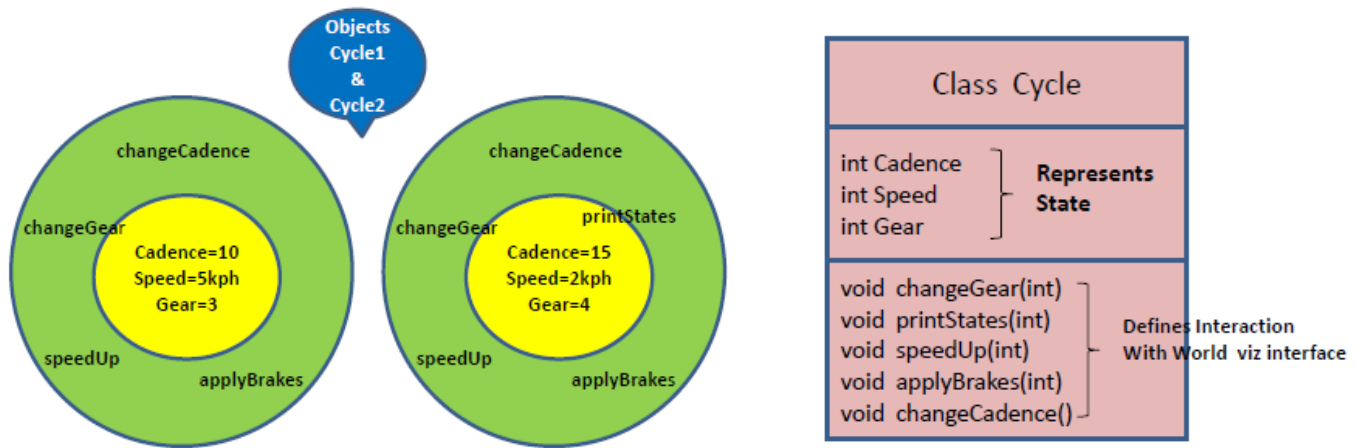 Objects
Cycle1
&
Cycle2
changeCadence
changeGear
Cadence=10
Speed=5kph
Gear=3
speedUp
applyBrakes
changeCadence
changeGear
printStates
Cadence=15
Speed=2kph
Gear=4
speedUp
applyBrakes
Class Cycle
int Cadence
int Speed
int Gear
Represents
State
void changeGear(int)
void printStates(int)
void speedUp(int)
void applyBrakes(int)
void changeCadence()
Defines Interaction
With World viz interface